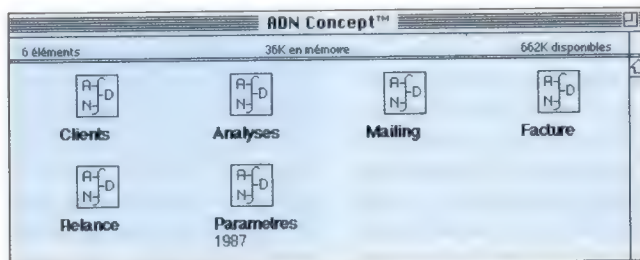 ADN Concept™
6 éléments 36K en mémoire 662K disponibles
A D N A D N A D N A D N
Clients Analyses Mailing Facture
A D N A D N
Relance Parametres
1987